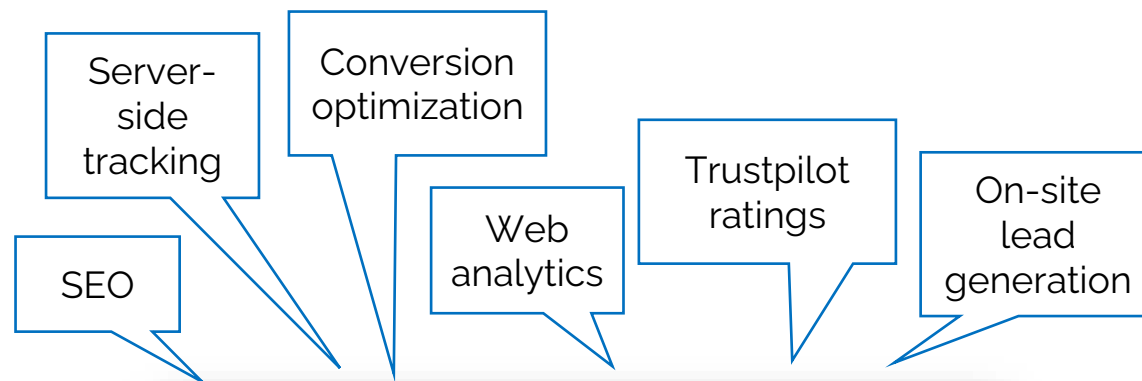 Server-
side
tracking
Conversion
optimization
SEO
Web
analytics
Trustpilot
ratings
On-site
lead
generation